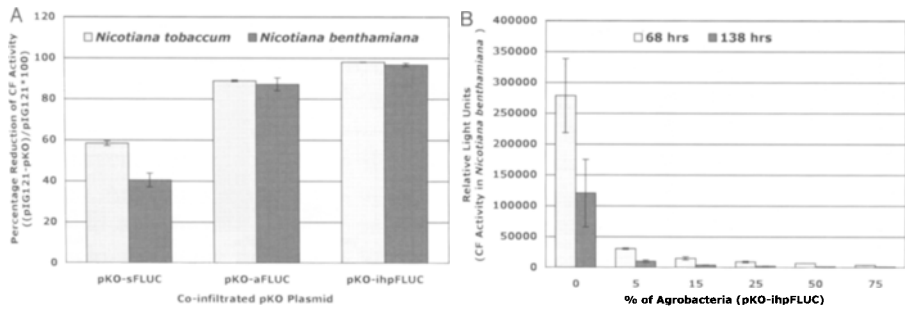 A
Percentage Reduction of CF Activity
((pIG121-pKO)/pIG121*100)
120
100
80
60
40
20
0
Nicotiana tobaccum
Nicotiana benthamiana
pKO-sFLUC
pKO-aFLUC
pKO-ihpFLUC
Co-infiltrated pKO Plasmid
B
Relative Light Units
(CF Activity in Nicotiana benthamiana )
400000
350000
300000
250000
200000
150000
100000
50000
0
68 hrs
138 hrs
0 5 15 25 50 75
% of Agrobacteria (pKO-ihpFLUC)